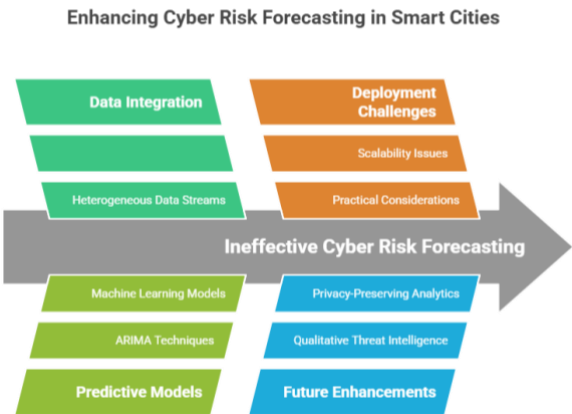 Enhancing Cyber Risk Forecasting in Smart Cities
Data Integration
Heterogeneous Data Streams
Deployment
Challenges
Scalability Issues
Practical Considerations
Ineffective Cyber Risk Forecasting
Machine Learning Models
ARIMA Techniques
Predictive Models
Privacy-Preserving Analytics
Qualitative Threat Intelligence
Future Enhancements